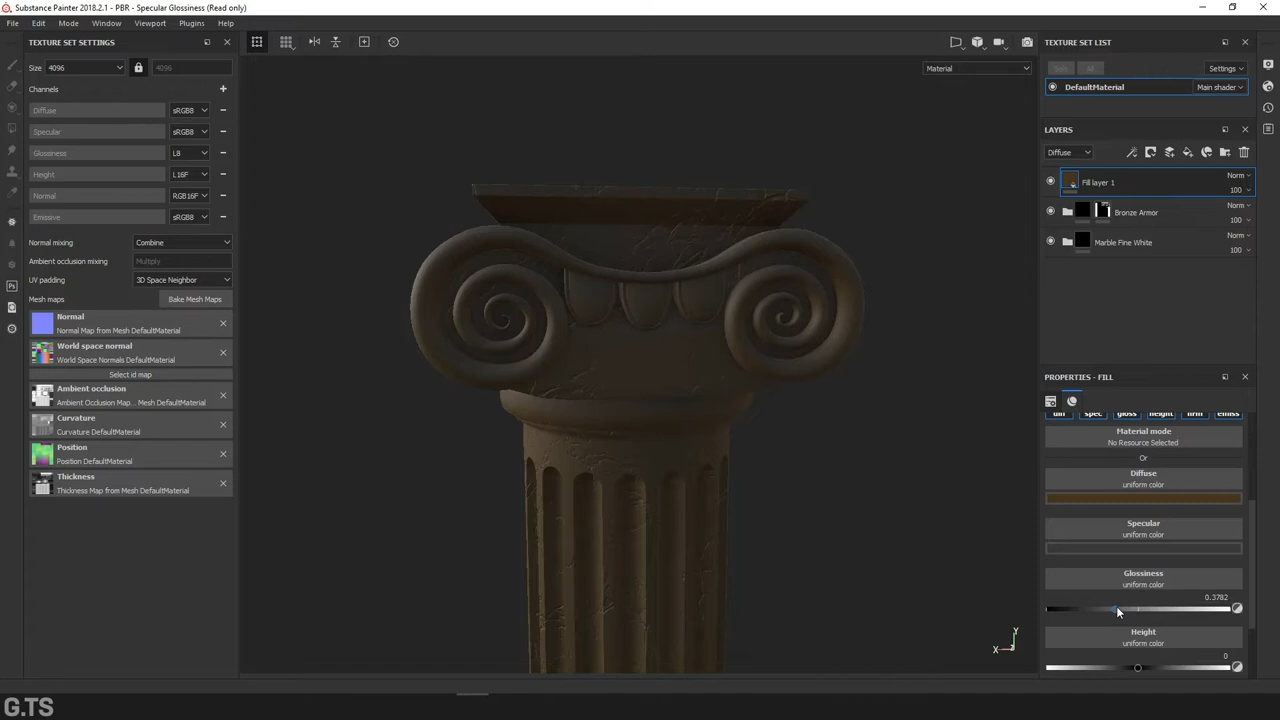 Substance Painter 2018.2.1 - PBR - Specular Glossiness (Read only)
File Edit Mode Window Viewport Plugins Help
TEXTURE SET SETTINGS
Size 4096 4096
Channels
Diffuse sRGB8
Specular sRGB8
Glossiness L8
Height L16F
Normal RGB16F
Emissive sRGB8
Normal mixing Combine
Ambient occlusion mixing Multiply
UV padding 3D Space Neighbor
Mesh maps Bake Mesh Maps
Normal
Normal Map from Mesh DefaultMaterial
World space normal
World Space Normals DefaultMaterial
Select id map
Ambient occlusion
Ambient Occlusion Map... Mesh DefaultMaterial
Curvature
Curvature DefaultMaterial
Position
Position DefaultMaterial
Thickness
Thickness Map from Mesh DefaultMaterial
Material
Y
X
TEXTURE SET LIST
Settings
DefaultMaterial Main shader
LAYERS
Diffuse
Fill layer 1 Norm
100
Bronze Armor Norm
100
Marble Fine White Norm
100
PROPERTIES - FILL
diff spec gloss height nrm emiss
Material mode
No Resource Selected
Or
Diffuse
uniform color
Specular
uniform color
Glossiness
uniform color
0.3782
Height
uniform color
0
G.TS